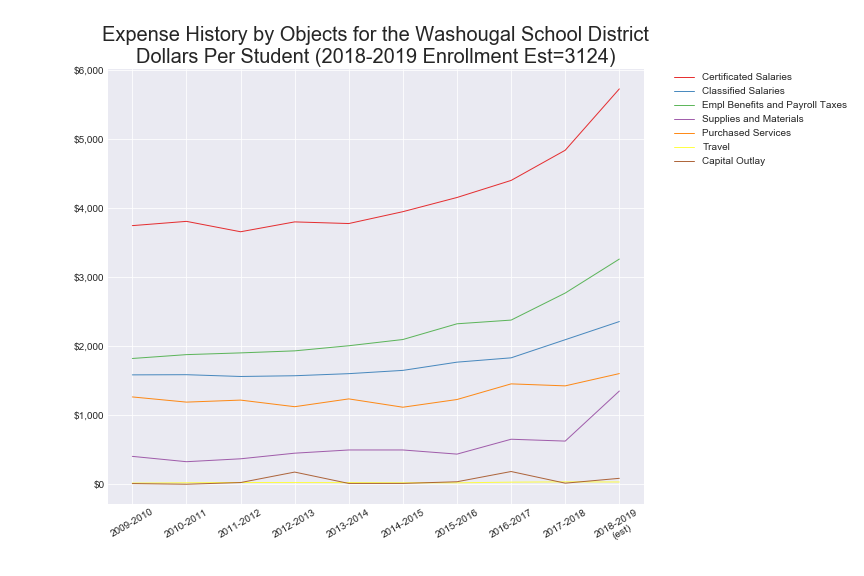 Expense History by Objects for the Washougal School District
Dollars Per Student (2018-2019 Enrollment Est=3124)
$6,000
$5,000
$4,000
$3,000
$2,000
$1,000
$0
2009-2010
2010-2011
2011-2012
2012-2013
2013-2014
2014-2015
2015-2016
2016-2017
2017-2018
2018-2019
(est)
Certificated Salaries
Classified Salaries
Empl Benefits and Payroll Taxes
Supplies and Materials
Purchased Services
Travel
Capital Outlay